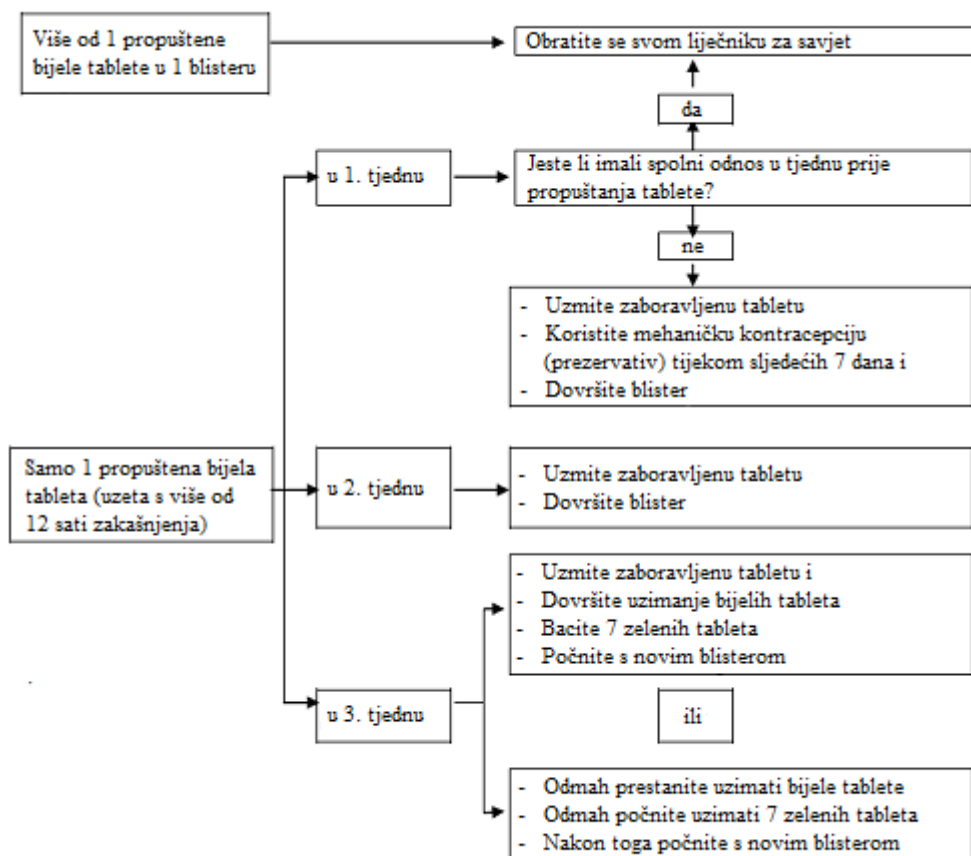 Više od 1 propuštene
bijele tablete u 1 blisteru
Obratite se svom liječniku za savjet
da
u 1. tjednu
Jeste li imali spolni odnos u tjednu prije
propuštanja tablete?
ne
- Uzmite zaboravljenu tabletu
- Koristite mehaničku kontracepciju
(prezervativ) tijekom sljedećih 7 dana i
- Dovršite blister
Samo 1 propuštena bijela
tableta (uzeta s više od
12 sati zakašnjenja)
u 2. tjednu
- Uzmite zaboravljenu tabletu
- Dovršite blister
- Uzmite zaboravljenu tabletu i
- Dovršite uzimanje bijelih tableta
- Bacite 7 zelenih tableta
- Počnite s novim blisterom
u 3. tjednu
ili
- Odmah prestanite uzimati bijele tablete
- Odmah počnite uzimati 7 zelenih tableta
- Nakon toga počnite s novim blisterom